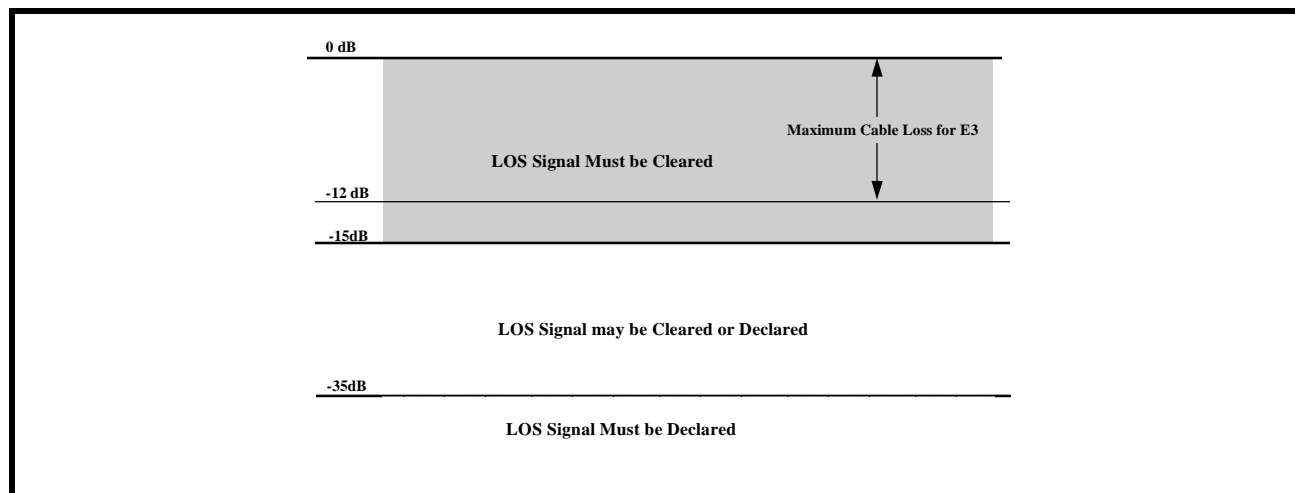 0 dB
Maximum Cable Loss for E3
LOS Signal Must be Cleared
-12 dB
-15dB
LOS Signal may be Cleared or Declared
-35dB
LOS Signal Must be Declared